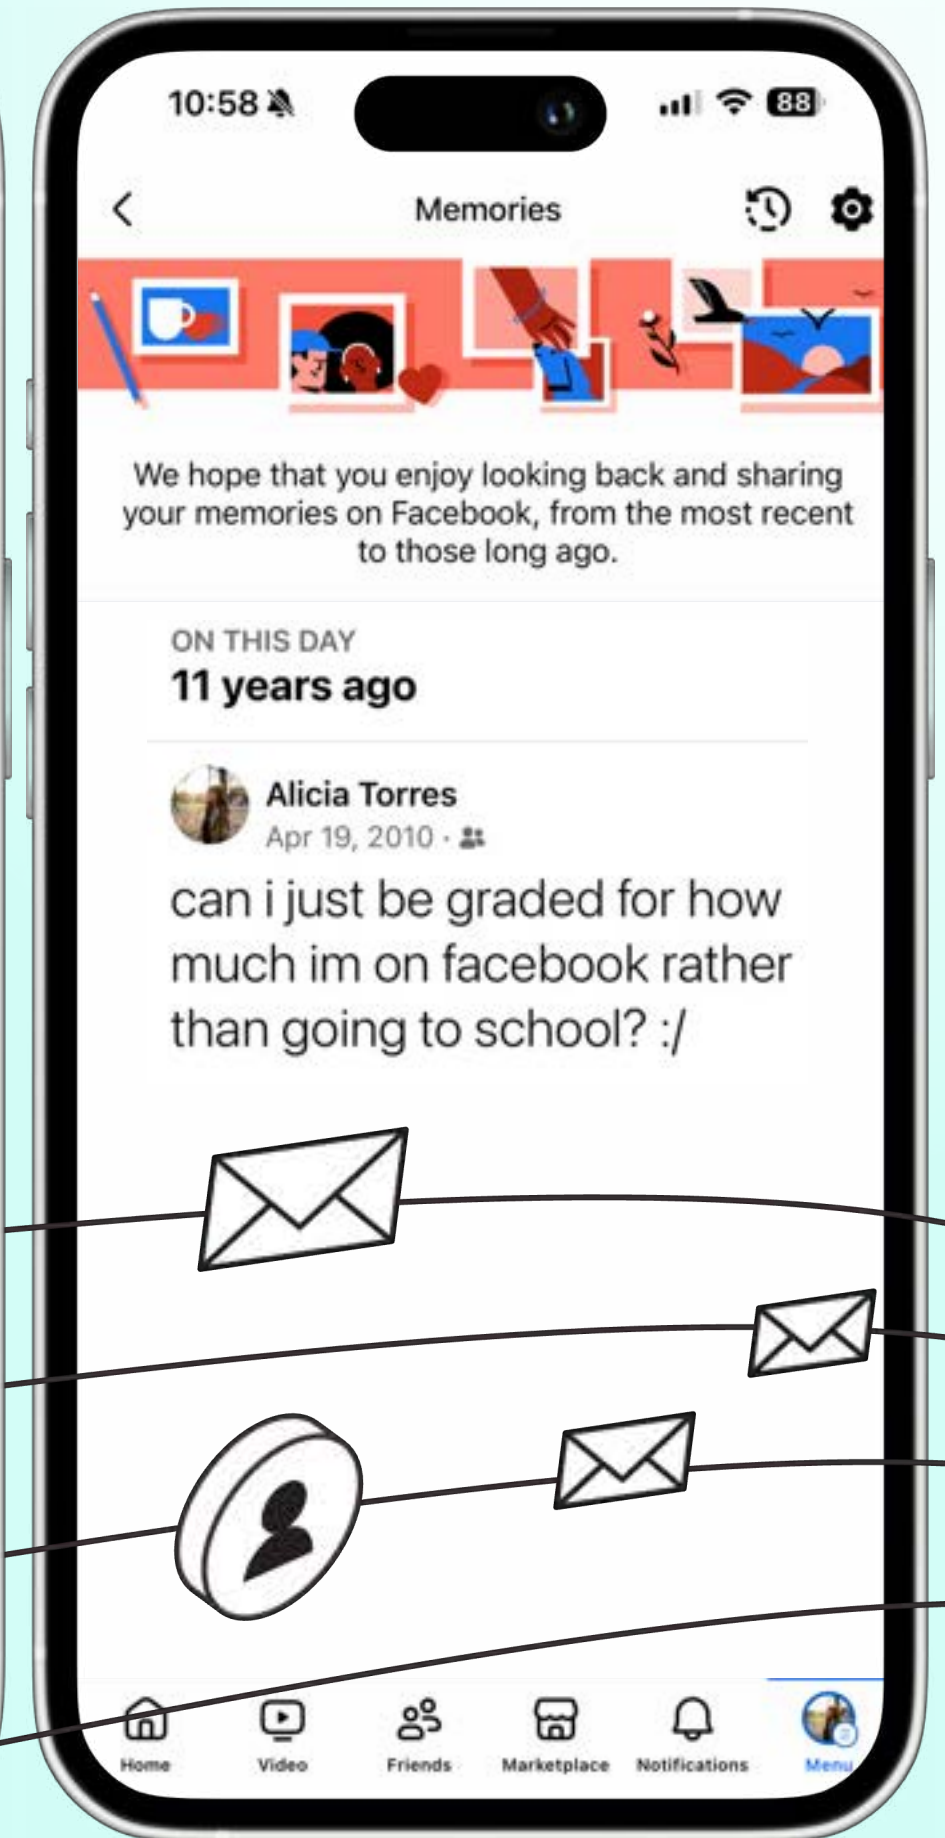 10:58
88
Memories
We hope that you enjoy looking back and sharing
your memories on Facebook, from the most recent
to those long ago.
ON THIS DAY
11 years ago
Alicia Torres
Apr 19, 2010 ·
can i just be graded for how
much im on facebook rather
than going to school? :/
Home
Video
Friends
Marketplace
Notifications
Menu